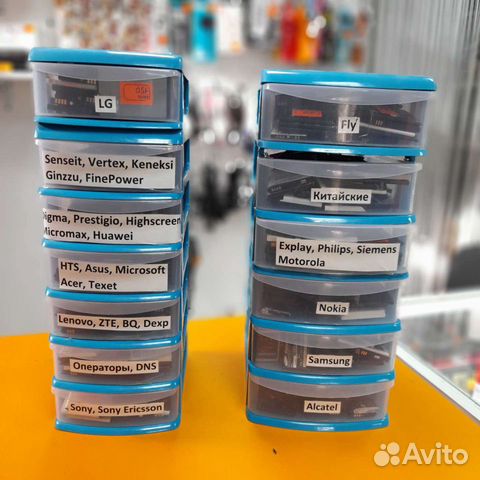 LG
Senseit, Vertex, Keneksi
Ginzzu, FinePower
igma, Prestigio, Highscreen
Micromax, Huawei
HTS, Asus, Microsoft
Acer, Texet
Lenovo, ZTE, BQ, Dexp
Операторы, DNS
Sony, Sony Ericsson
Fly
Китайские
Explay, Philips, Siemens
Motorola
Nokia
Samsung
Alcatel
Avito